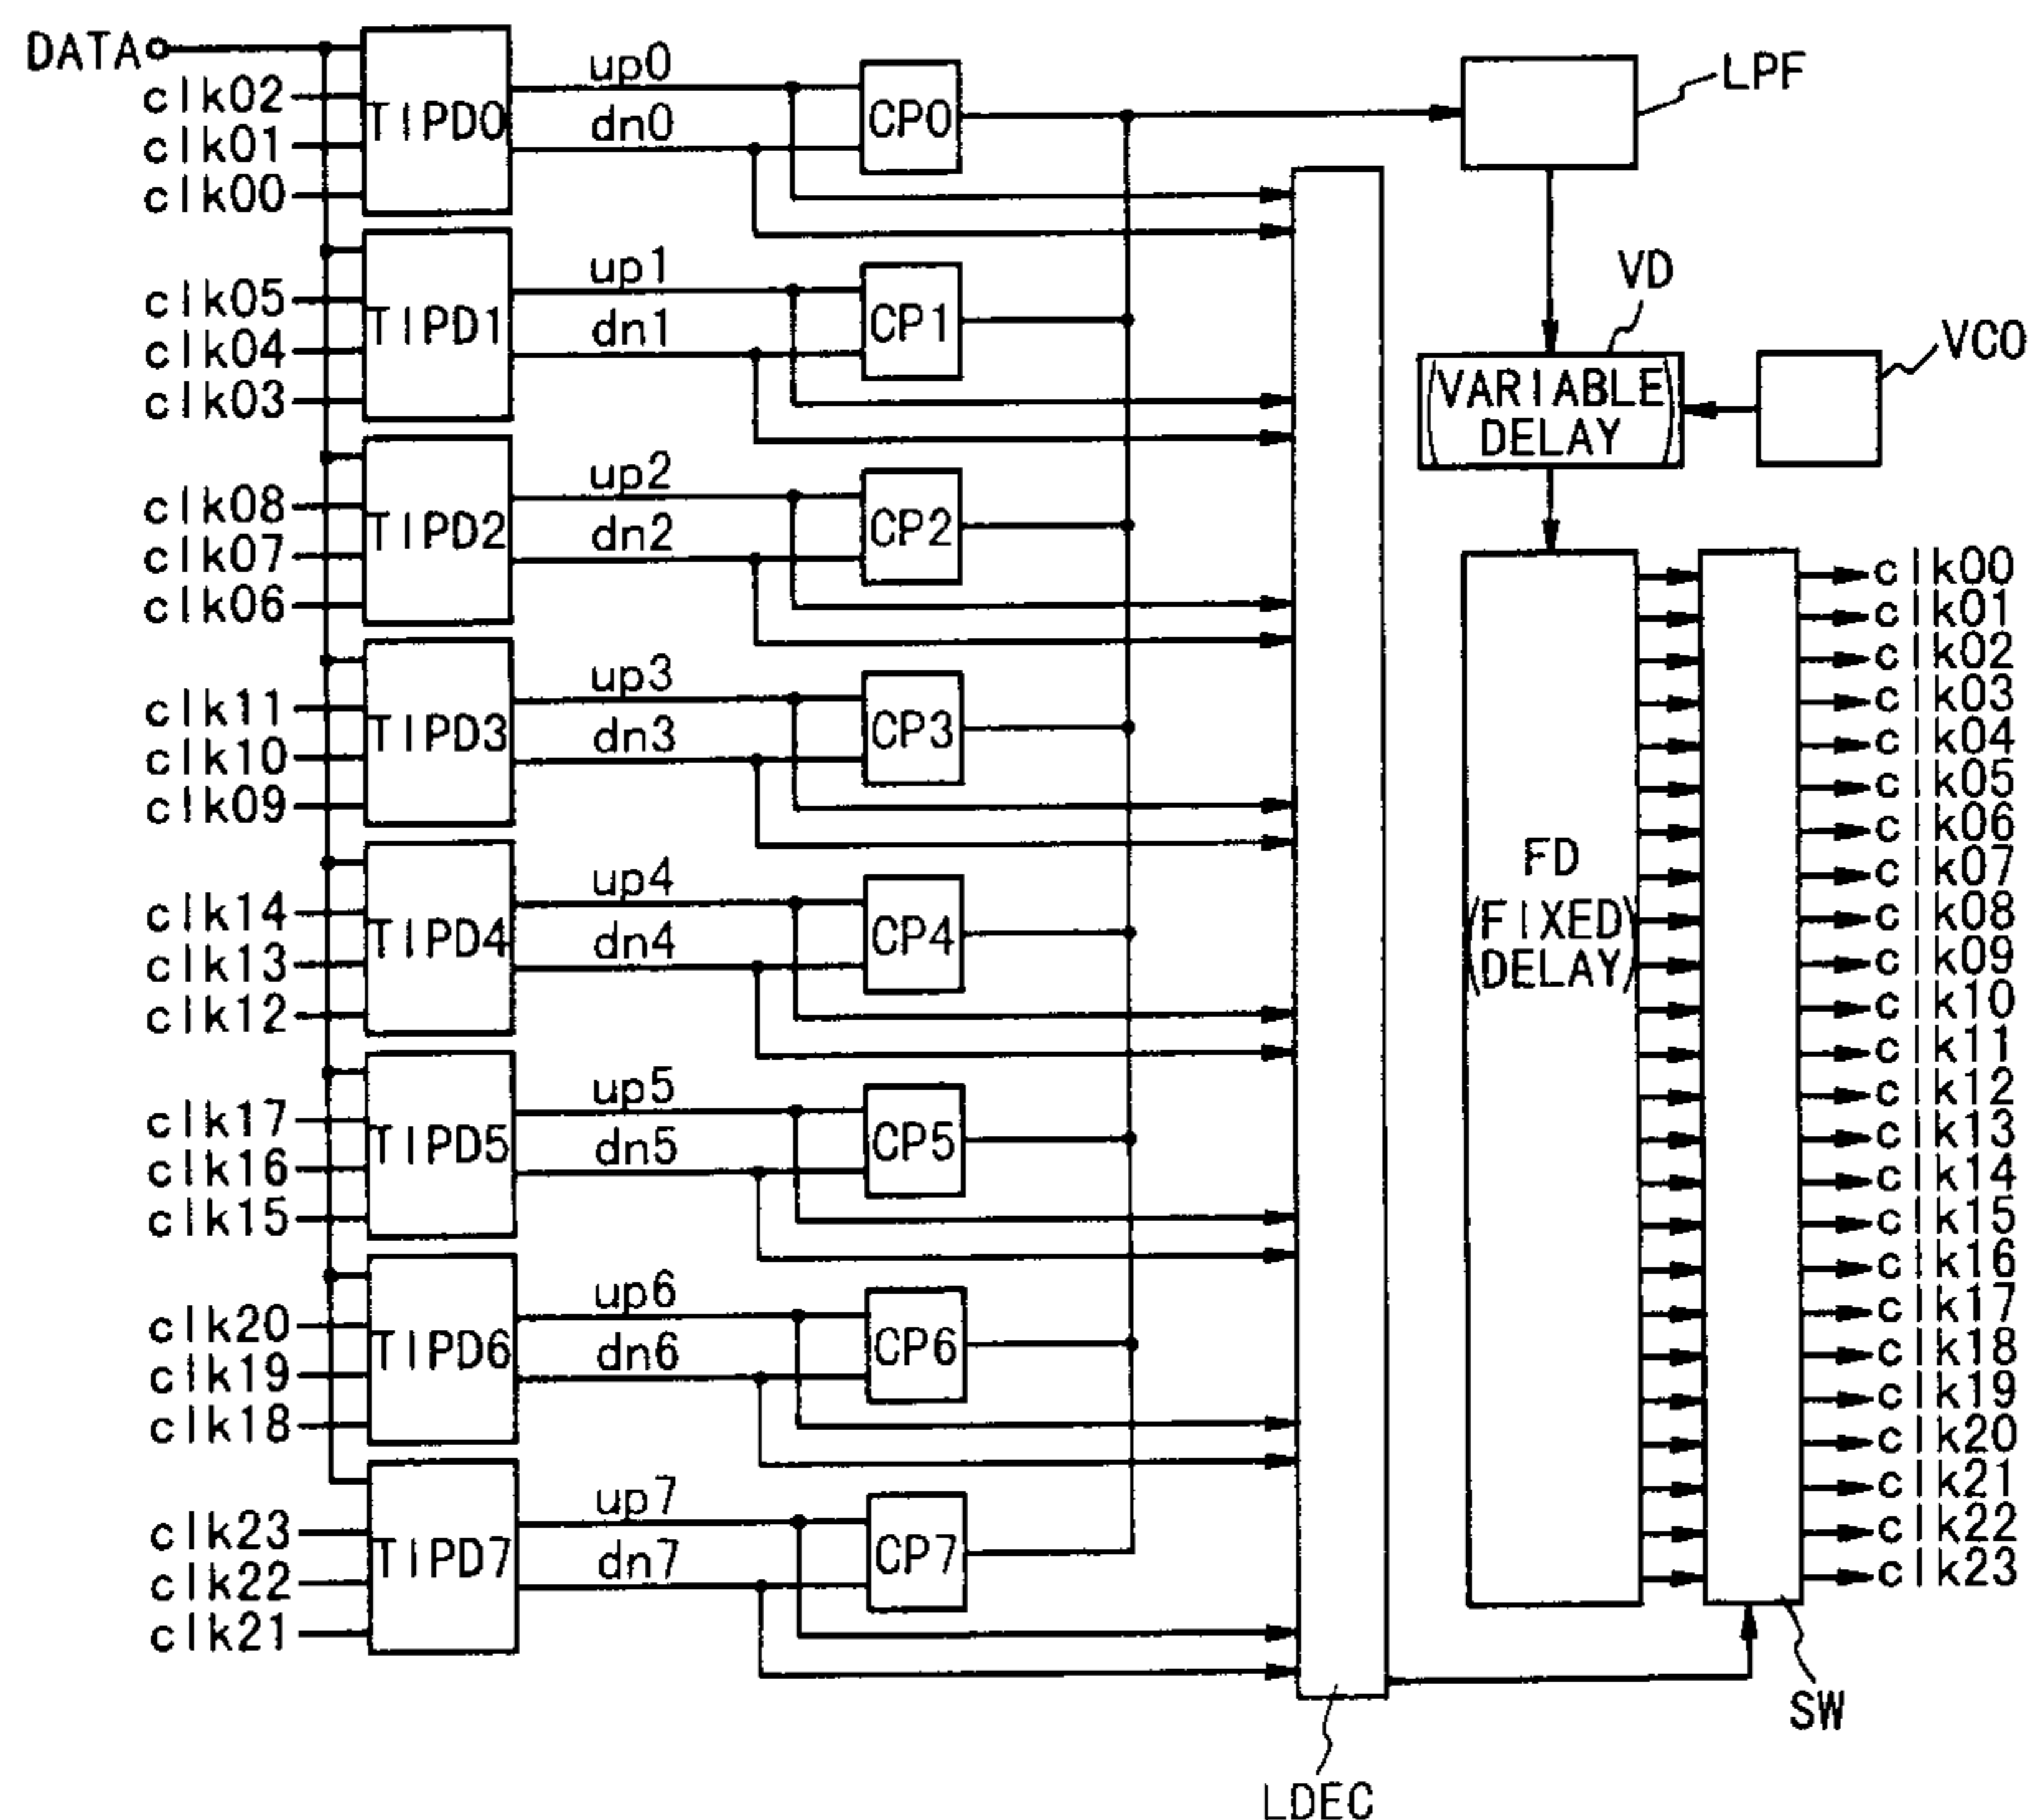 DATA
clk02
clk01
clk00
TIPD0
up0
dn0
CP0
LPF
clk05
clk04
clk03
TIPD1
up1
dn1
CP1
VD
VARIABLE
DELAY
VCO
clk08
clk07
clk06
TIPD2
up2
dn2
CP2
clk11
clk10
clk09
TIPD3
up3
dn3
CP3
clk14
clk13
clk12
TIPD4
up4
dn4
CP4
clk17
clk16
clk15
TIPD5
up5
dn5
CP5
clk20
clk19
clk18
TIPD6
up6
dn6
CP6
clk23
clk22
clk21
TIPD7
up7
dn7
CP7
FD
(FIXED)
(DELAY)
clk00
clk01
clk02
clk03
clk04
clk05
clk06
clk07
clk08
clk09
clk10
clk11
clk12
clk13
clk14
clk15
clk16
clk17
clk18
clk19
clk20
clk21
clk22
clk23
SW
LDEC